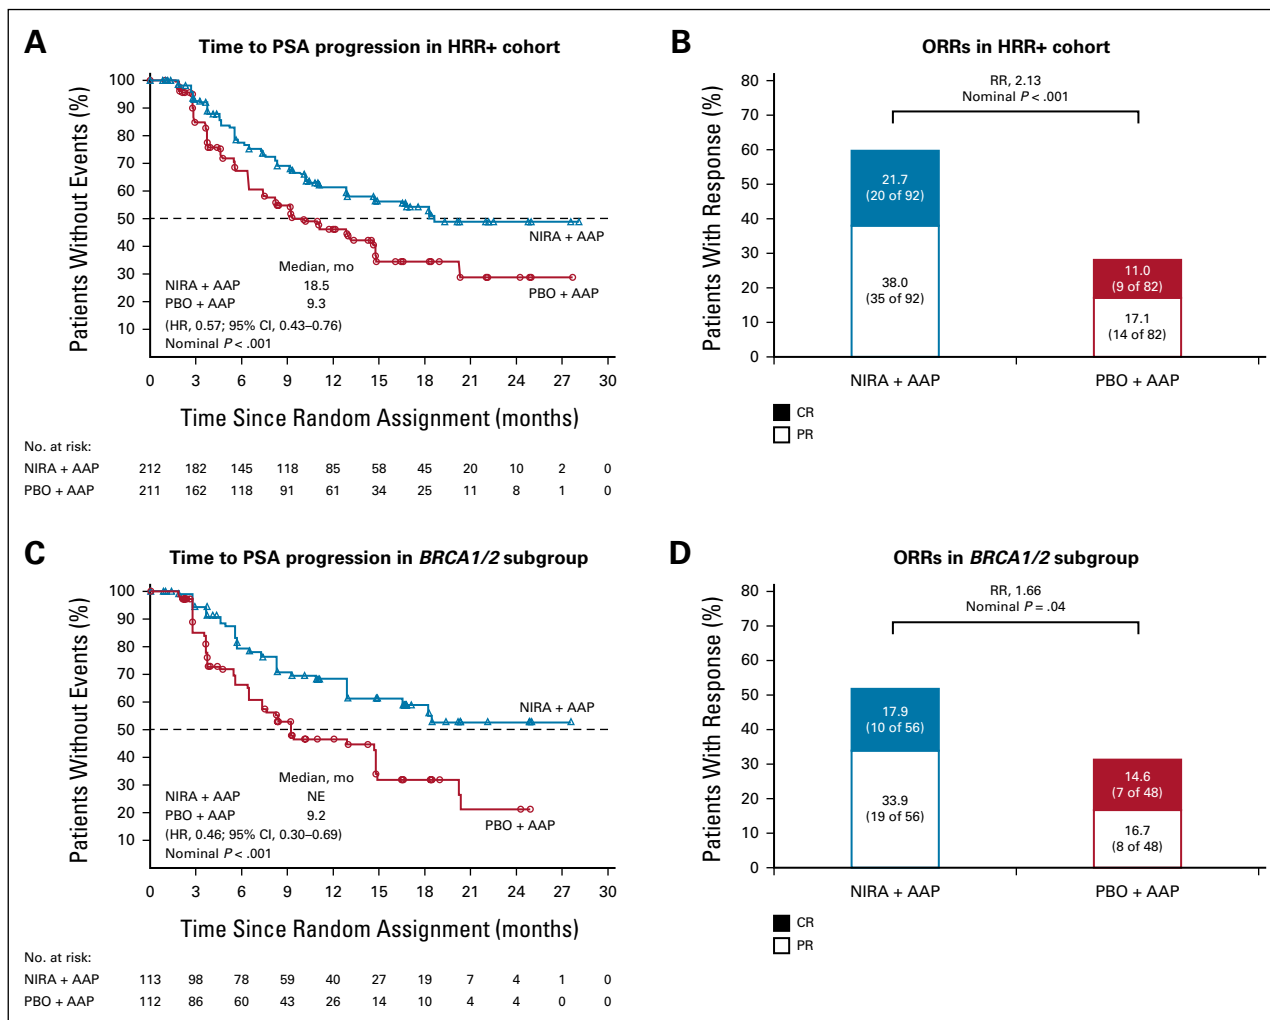 A
Time to PSA progression in HRR+ cohort
Patients Without Events (%)
100
90
80
70
60
50
40
30
20
10
NIRA + AAP
PBO + AAP
Median, mo
NIRA + AAP 18.5
PBO + AAP 9.3
(HR, 0.57; 95% CI, 0.43–0.76)
Nominal P < .001
0 3 6 9 12 15 18 21 24 27 30
Time Since Random Assignment (months)
No. at risk:
NIRA + AAP 212 182 145 118 85 58 45 20 10 2 0
PBO + AAP 211 162 118 91 61 34 25 11 8 1 0
B
ORRs in HRR+ cohort
Patients With Response (%)
80
70
60
50
40
30
20
10
0
RR, 2.13
Nominal P < .001
21.7
(20 of 92)
38.0
(35 of 92)
11.0
(9 of 82)
17.1
(14 of 82)
NIRA + AAP PBO + AAP
CR
PR
C
Time to PSA progression in BRCA1/2 subgroup
Patients Without Events (%)
100
90
80
70
60
50
40
30
20
10
NIRA + AAP
PBO + AAP
Median, mo
NIRA + AAP NE
PBO + AAP 9.2
(HR, 0.46; 95% CI, 0.30–0.69)
Nominal P < .001
0 3 6 9 12 15 18 21 24 27 30
Time Since Random Assignment (months)
No. at risk:
NIRA + AAP 113 98 78 59 40 27 19 7 4 1 0
PBO + AAP 112 86 60 43 26 14 10 4 4 0 0
D
ORRs in BRCA1/2 subgroup
Patients With Response (%)
80
70
60
50
40
30
20
10
0
RR, 1.66
Nominal P = .04
17.9
(10 of 56)
33.9
(19 of 56)
14.6
(7 of 48)
16.7
(8 of 48)
NIRA + AAP PBO + AAP
CR
PR